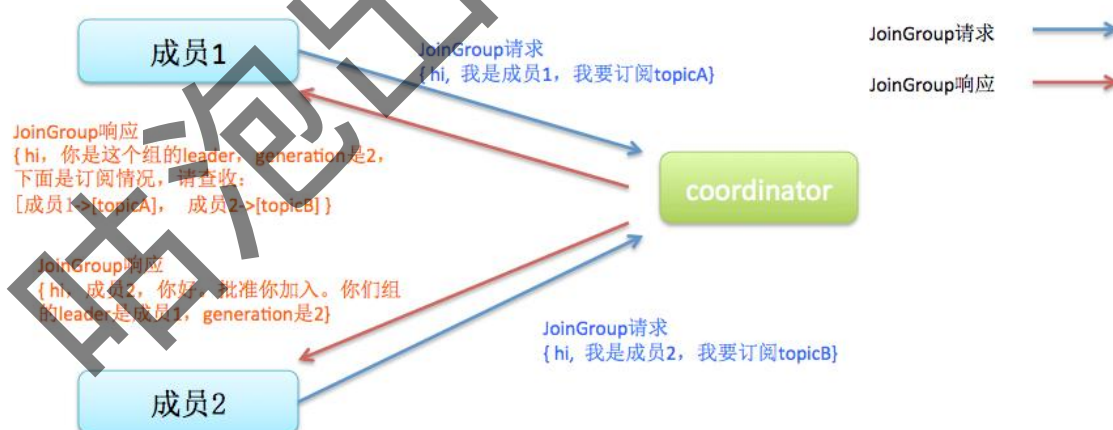 成员1
JoinGroup请求
{ hi, 我是成员1，我要订阅topicA}
JoinGroup请求
JoinGroup响应
JoinGroup响应
{ hi，你是这个组的leader，generation是2，
下面是订阅情况，请查收：
[成员1->[topicA]， 成员2->[topicB] }
coordinator
JoinGroup响应
{ hi，成员2，你好。批准你加入。你们组
的leader是成员1，generation是2}
JoinGroup请求
{ hi, 我是成员2，我要订阅topicB}
成员2
咕泡